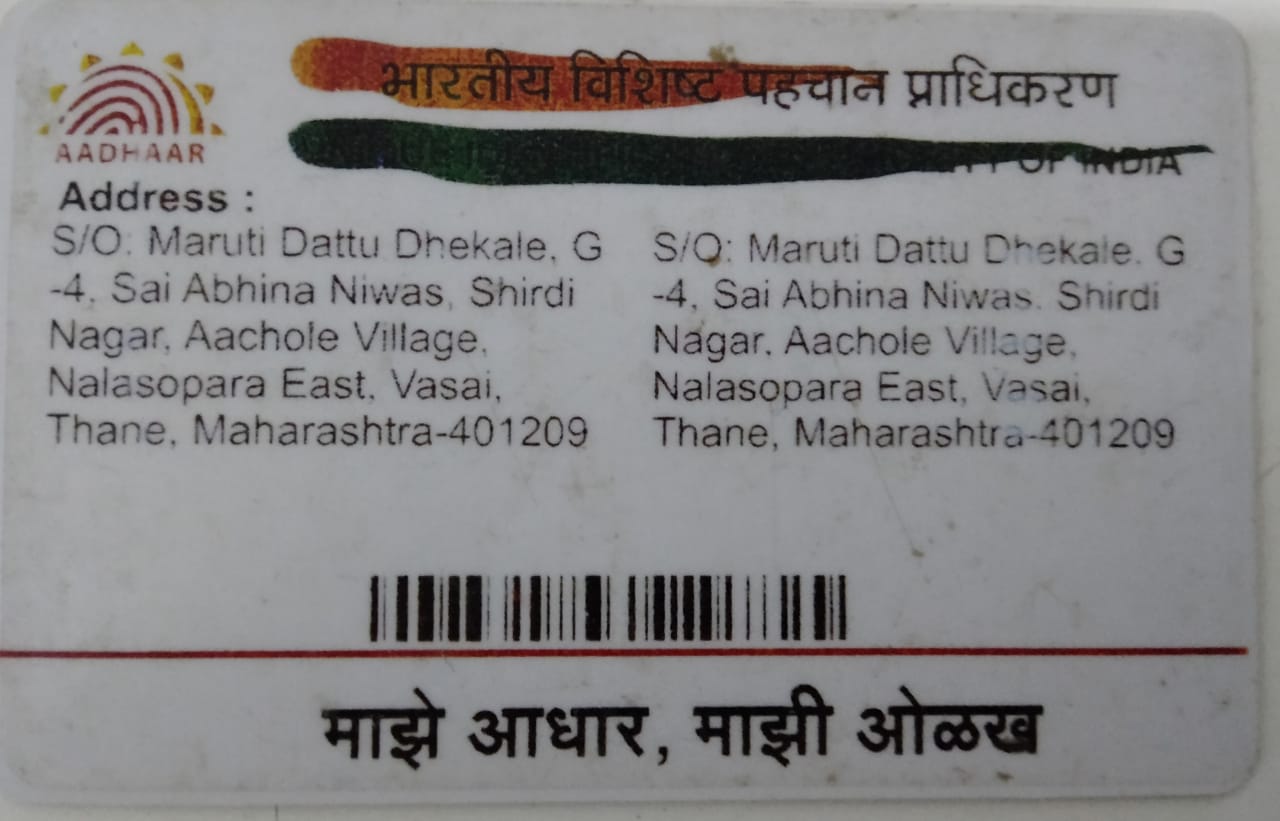 भारतीय विशिष्ट पहचान प्राधिकरण
OF INDIA
AADHAAR
Address :
S/O: Maruti Dattu Dhekale, G
-4, Sai Abhina Niwas, Shirdi
Nagar, Aachole Village,
Nalasopara East, Vasai,
Thane, Maharashtra-401209
S/O: Maruti Dattu Dhekale, G
-4, Sai Abhina Niwas, Shirdi
Nagar, Aachole Village,
Nalasopara East, Vasai,
Thane, Maharashtra-401209
माझे आधार, माझी ओळख